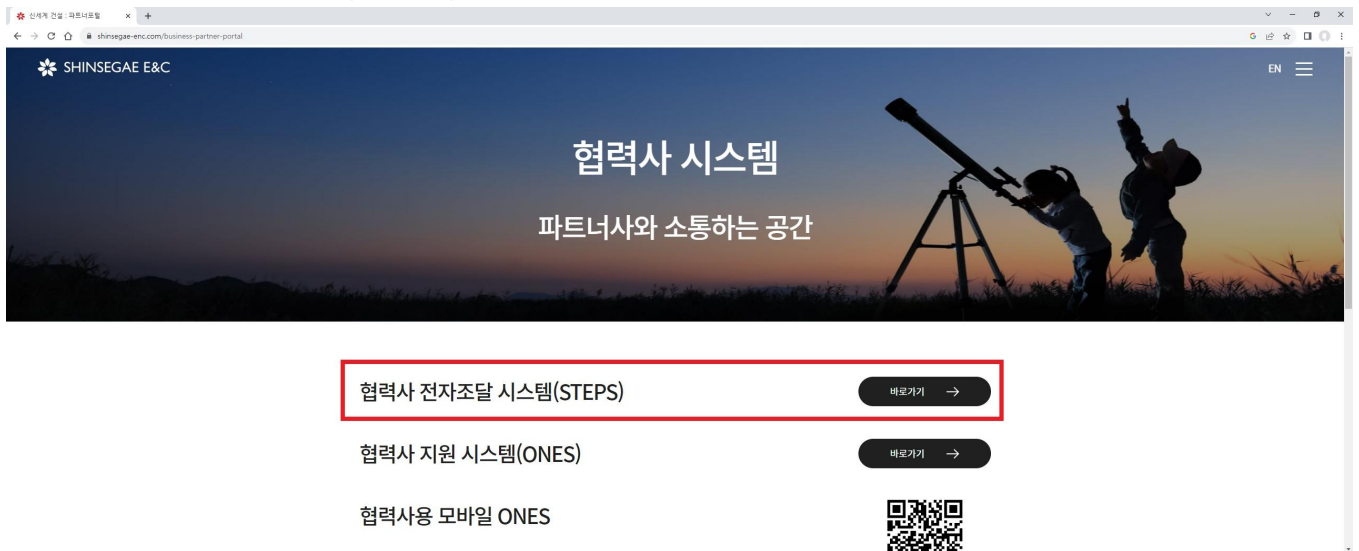 신세계 건설 : 파트너포털
shinsegae-enc.com/business-partner-portal
SHINSEGAE E&C
EN
협력사 시스템
파트너사와 소통하는 공간
협력사 전자조달 시스템(STEPS)
바로가기
협력사 지원 시스템(ONES)
바로가기
협력사용 모바일 ONES